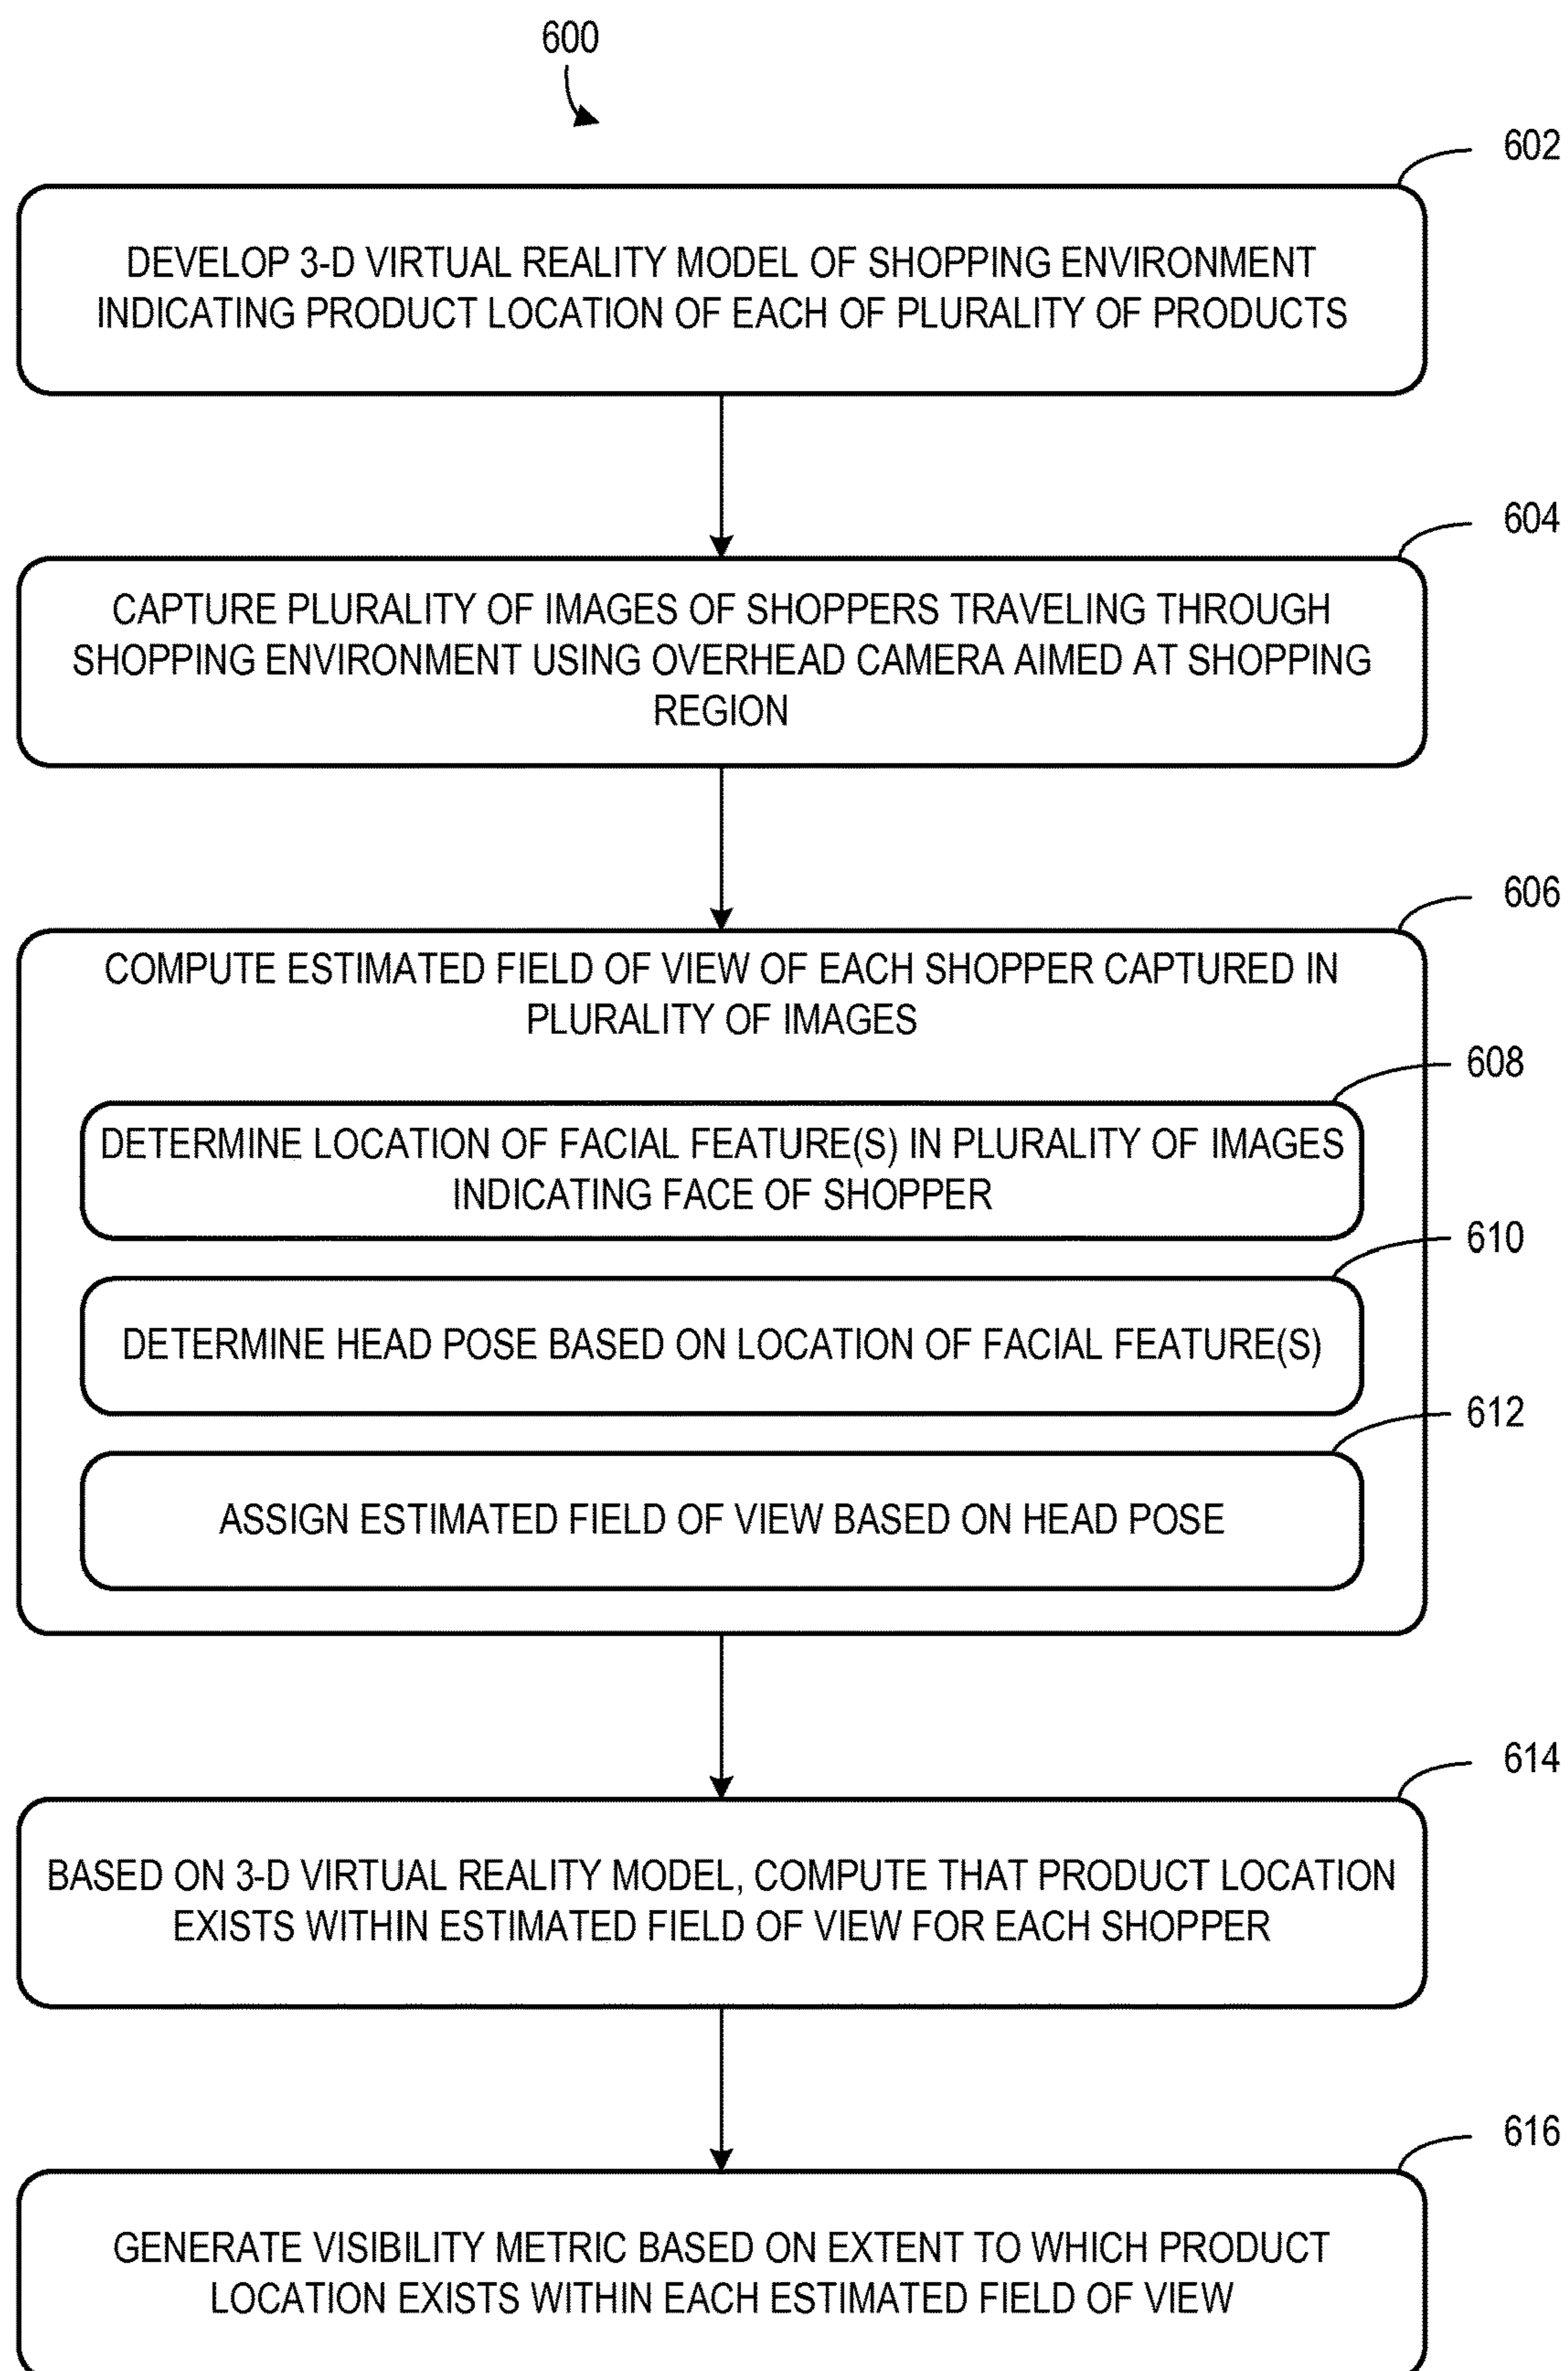 600
602
DEVELOP 3-D VIRTUAL REALITY MODEL OF SHOPPING ENVIRONMENT
INDICATING PRODUCT LOCATION OF EACH OF PLURALITY OF PRODUCTS
604
CAPTURE PLURALITY OF IMAGES OF SHOPPERS TRAVELING THROUGH
SHOPPING ENVIRONMENT USING OVERHEAD CAMERA AIMED AT SHOPPING
REGION
606
COMPUTE ESTIMATED FIELD OF VIEW OF EACH SHOPPER CAPTURED IN
PLURALITY OF IMAGES
608
DETERMINE LOCATION OF FACIAL FEATURE(S) IN PLURALITY OF IMAGES
INDICATING FACE OF SHOPPER
610
DETERMINE HEAD POSE BASED ON LOCATION OF FACIAL FEATURE(S)
612
ASSIGN ESTIMATED FIELD OF VIEW BASED ON HEAD POSE
614
BASED ON 3-D VIRTUAL REALITY MODEL, COMPUTE THAT PRODUCT LOCATION
EXISTS WITHIN ESTIMATED FIELD OF VIEW FOR EACH SHOPPER
616
GENERATE VISIBILITY METRIC BASED ON EXTENT TO WHICH PRODUCT
LOCATION EXISTS WITHIN EACH ESTIMATED FIELD OF VIEW